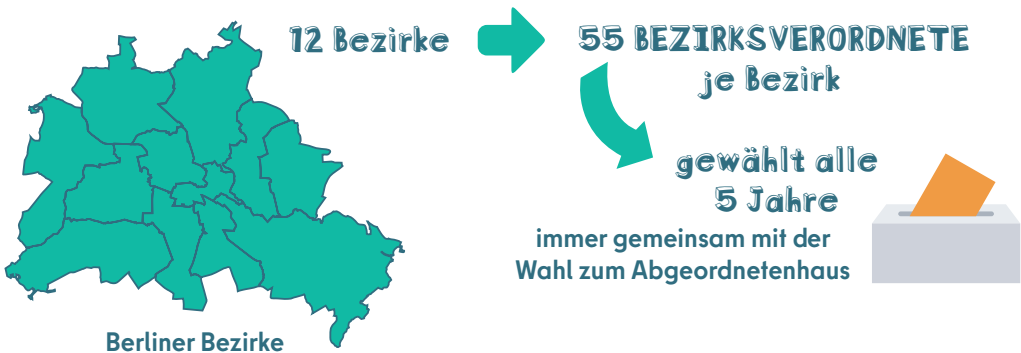 12 Bezirke
55 BEZIRKSVERORDNETE
je Bezirk
gewählt alle
5 Jahre
immer gemeinsam mit der
Wahl zum Abgeordnetenhaus
Berliner Bezirke